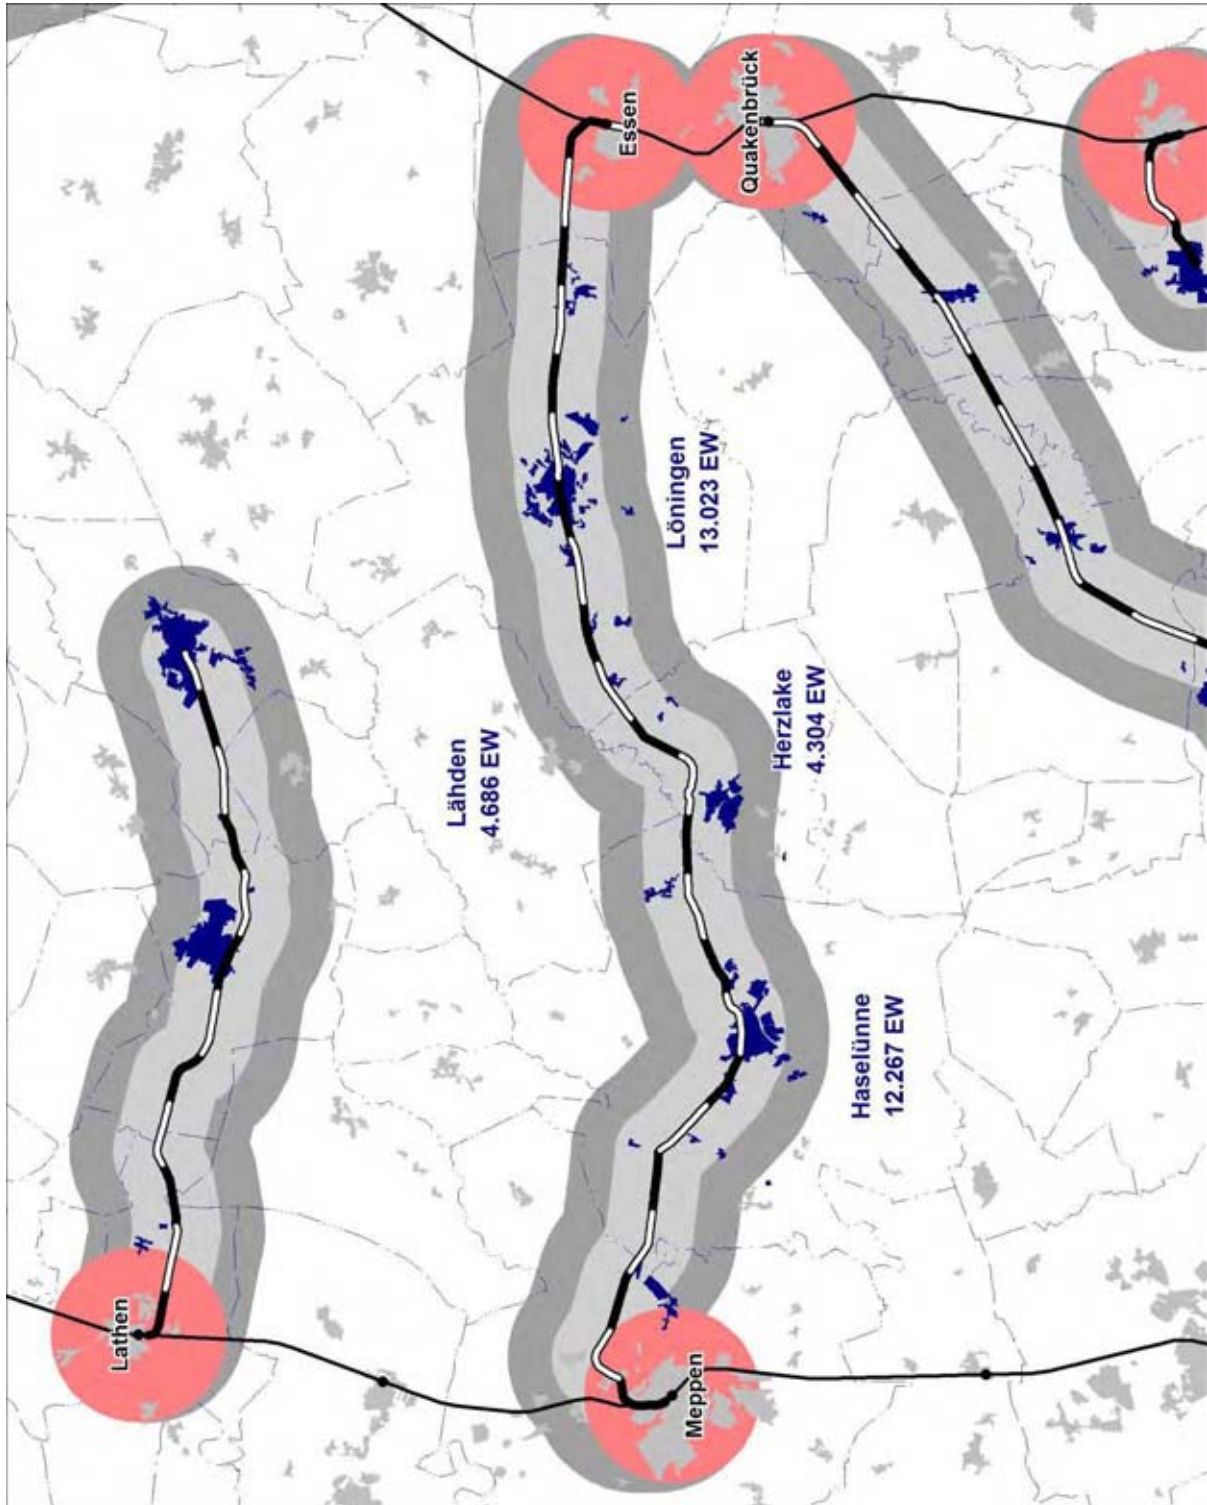 Lathen
Meppen
Haselünne
12.267 EW
Lähden
4.686 EW
Herzlake
4.304 EW
Löningen
13.023 EW
Essen
Quakenbrück